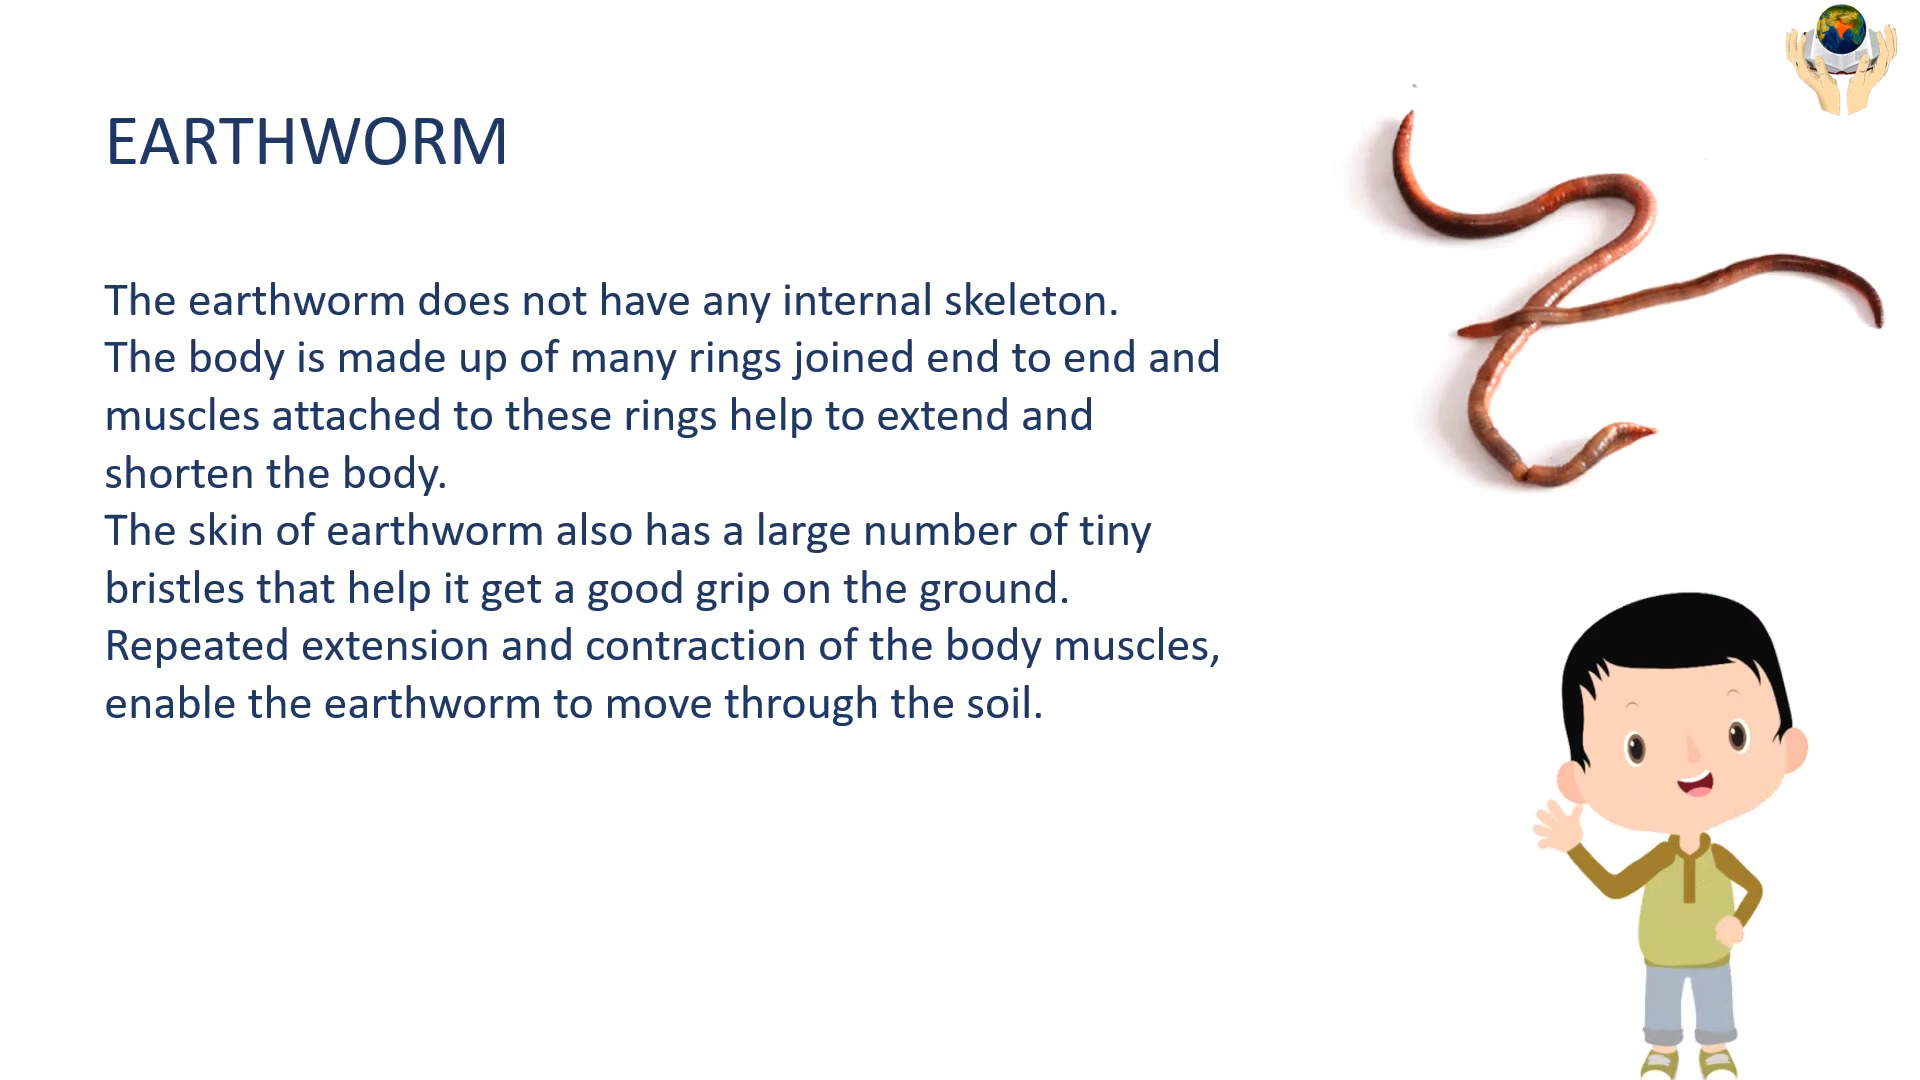 EARTHWORM
The earthworm does not have any internal skeleton.
The body is made up of many rings joined end to end and
muscles attached to these rings help to extend and
shorten the body.
The skin of earthworm also has a large number of tiny
bristles that help it get a good grip on the ground.
Repeated extension and contraction of the body muscles,
enable the earthworm to move through the soil.